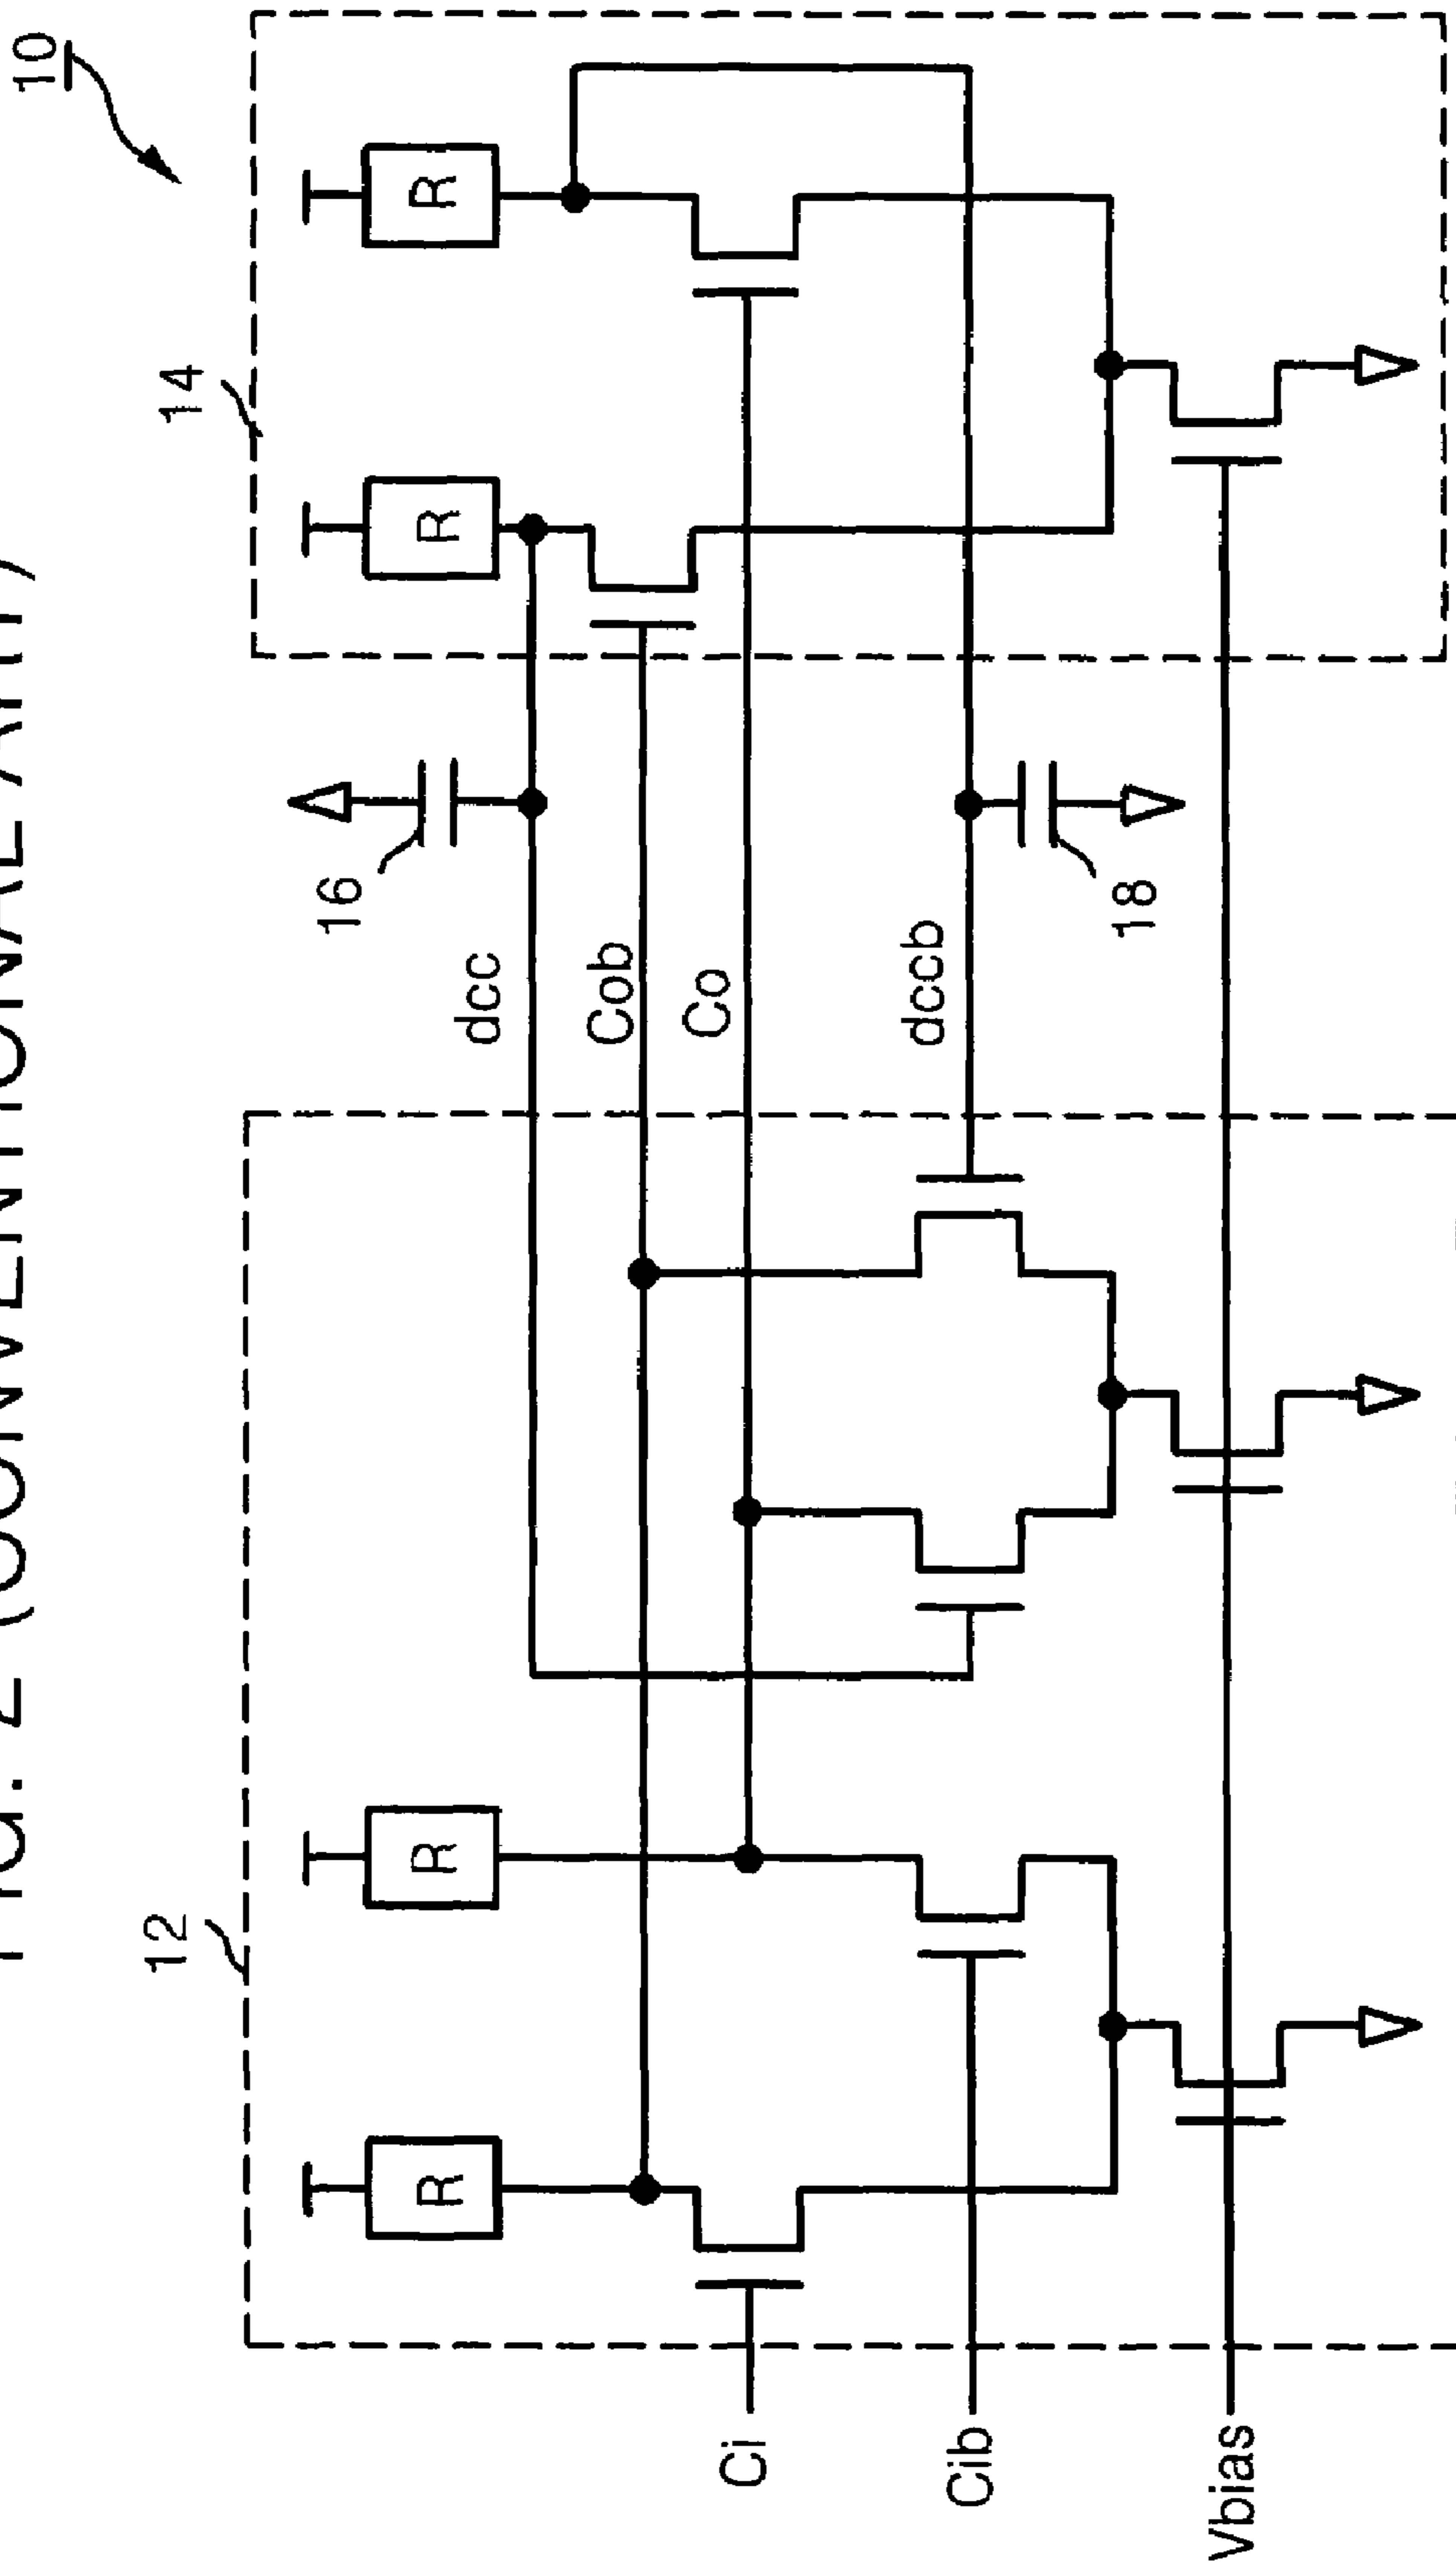 FIG. 2 (CONVENTIONAL ART)
10
12
14
R
R
R
R
16
dcc
Cob
Co
dccb
18
Ci
Cib
Vbias